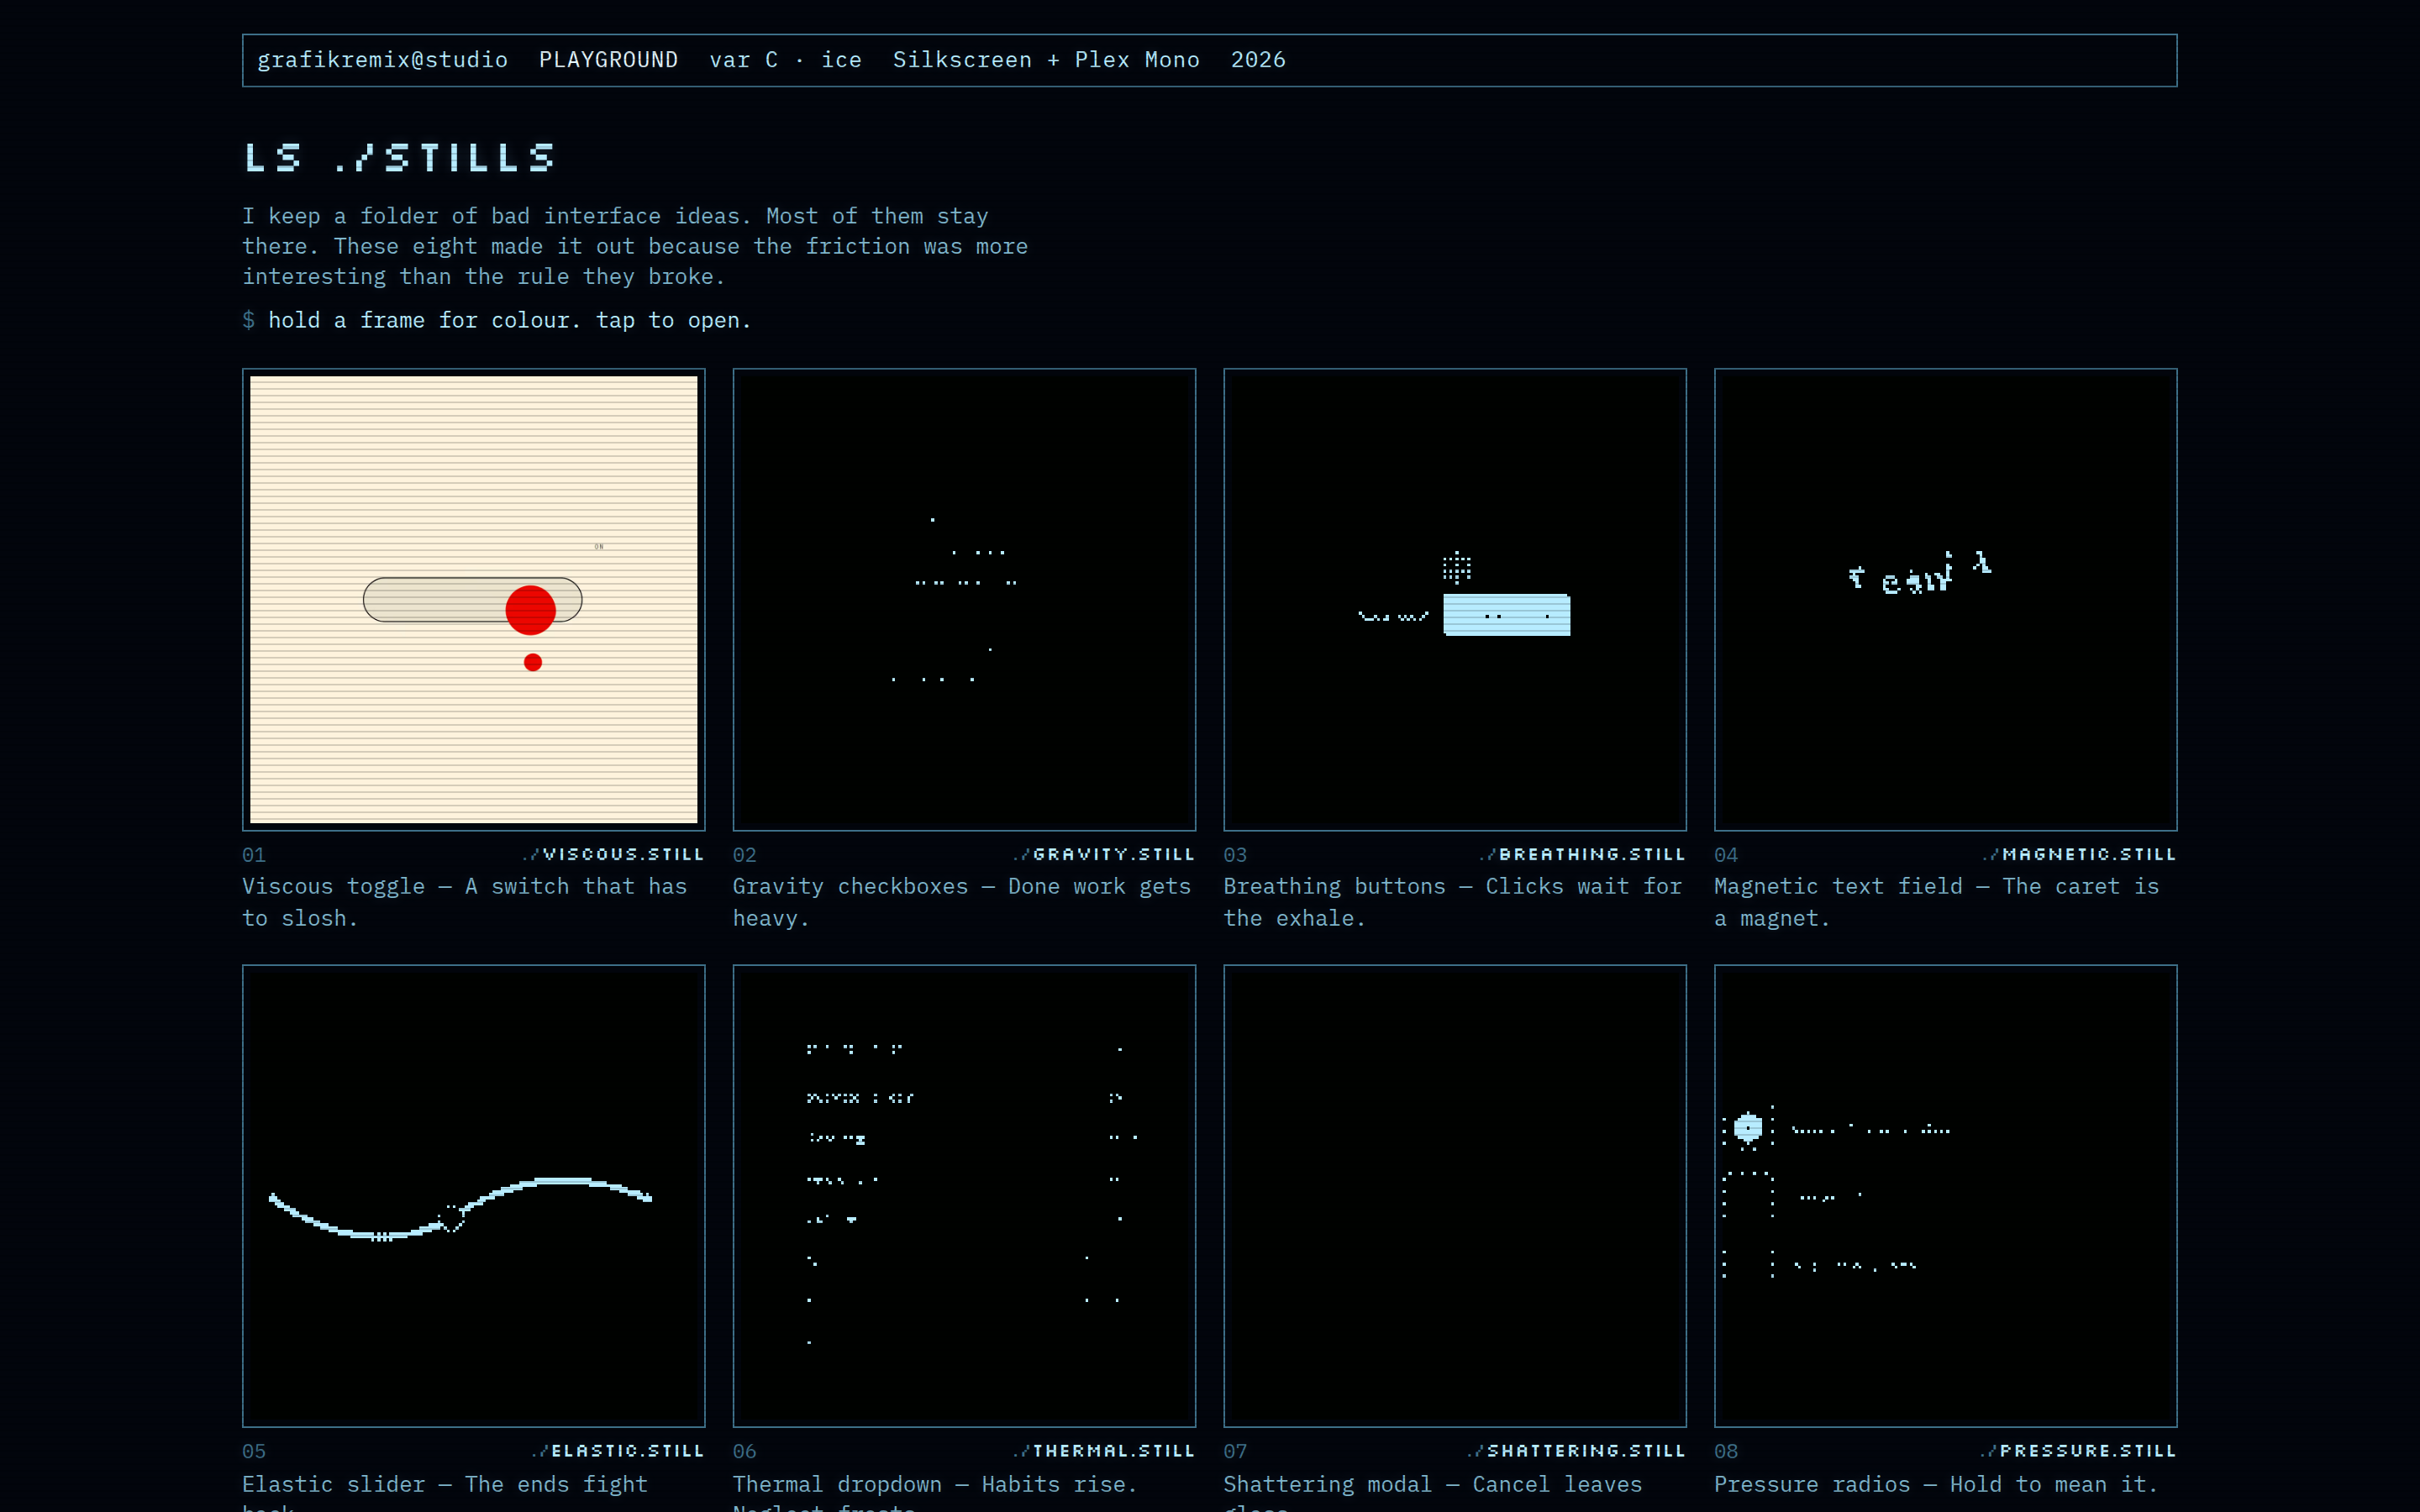 grafikremix@studio PLAYGROUND var C · ice Silkscreen + Plex Mono 2026
LS ./STILLS
I keep a folder of bad interface ideas. Most of them stay
there. These eight made it out because the friction was more
interesting than the rule they broke.
$ hold a frame for colour. tap to open.
ON
01 ./VISCOUS.STILL
Viscous toggle — A switch that has
to slosh.
02 ./GRAVITY.STILL
Gravity checkboxes — Done work gets
heavy.
03 ./BREATHING.STILL
Breathing buttons — Clicks wait for
the exhale.
04 ./MAGNETIC.STILL
Magnetic text field — The caret is
a magnet.
05 ./ELASTIC.STILL
Elastic slider — The ends fight
06 ./THERMAL.STILL
Thermal dropdown — Habits rise.
07 ./SHATTERING.STILL
Shattering modal — Cancel leaves
08 ./PRESSURE.STILL
Pressure radios — Hold to mean it.